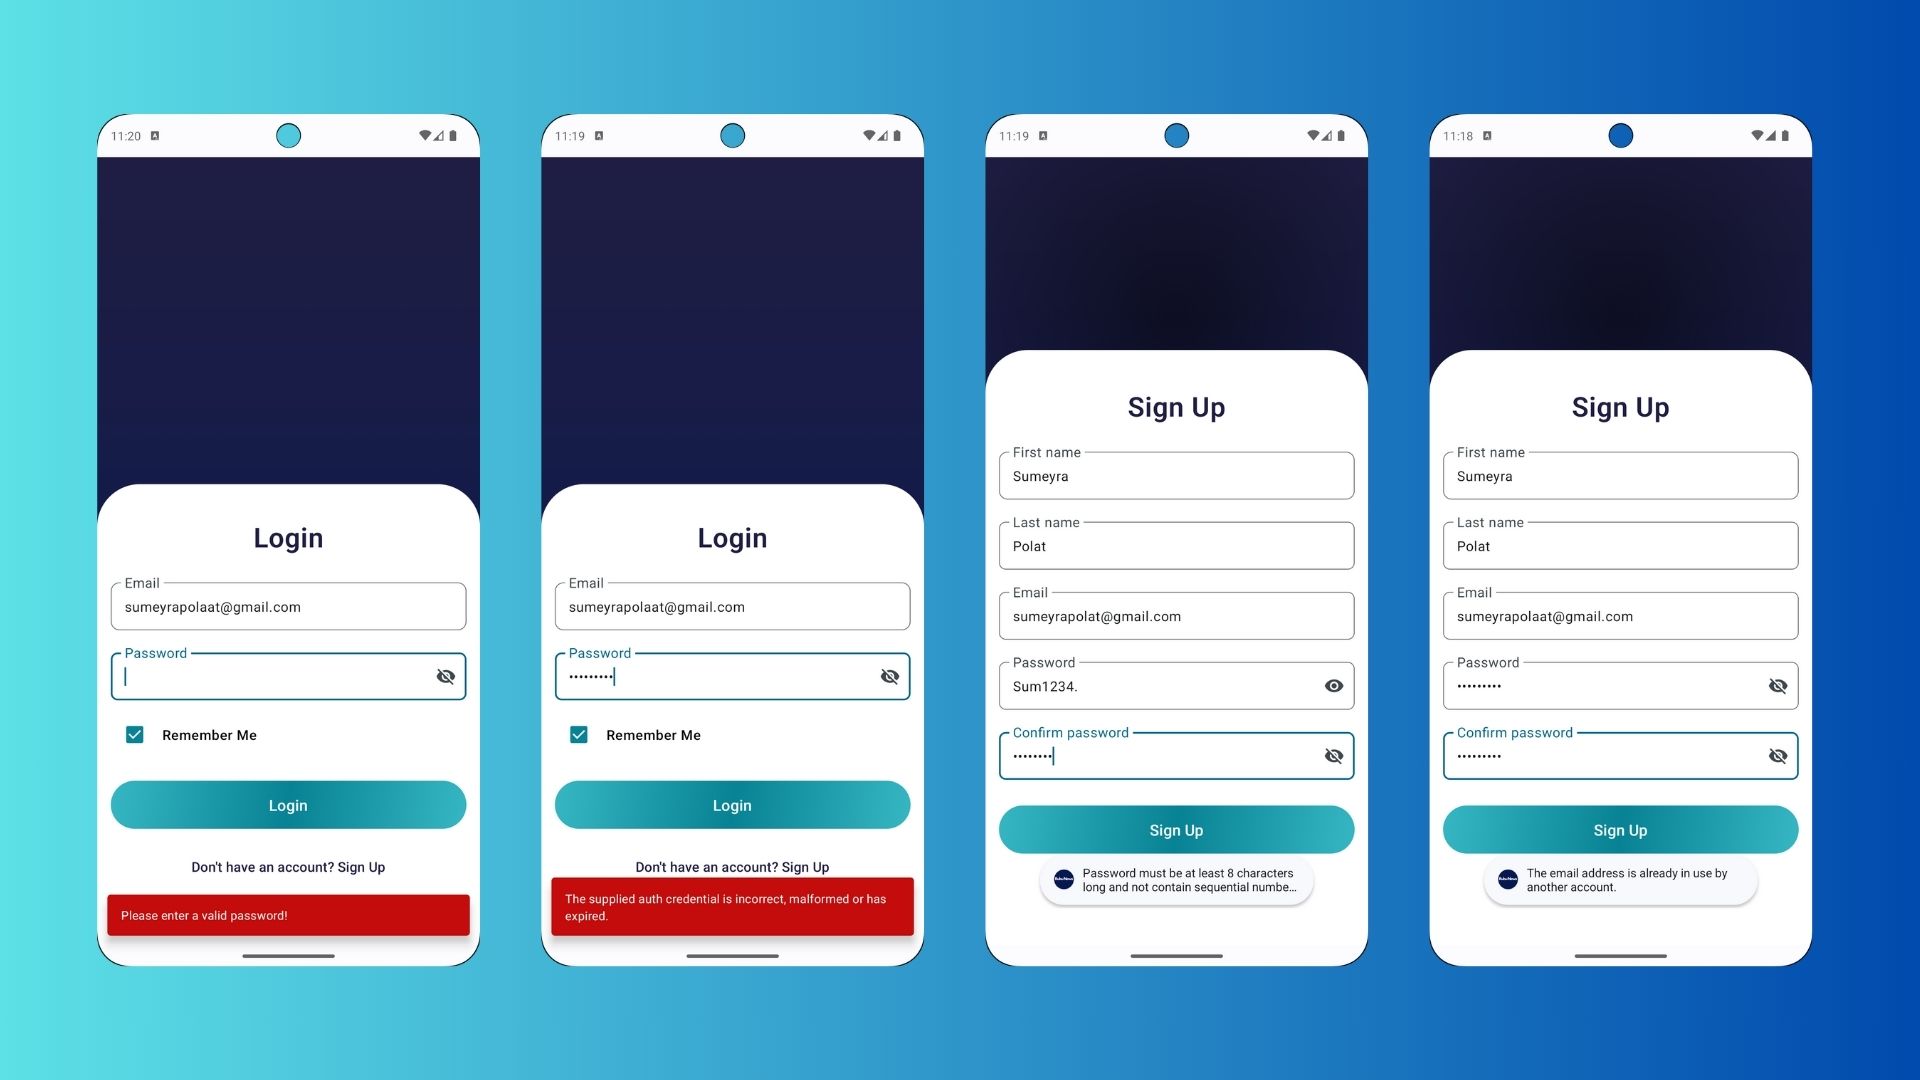 11:20
Login
Email
sumeyrapolaat@gmail.com
Password
Remember Me
Login
Don't have an account? Sign Up
Please enter a valid password!
11:19
Login
Email
sumeyrapolaat@gmail.com
Password
•••••••••
Remember Me
Login
Don't have an account? Sign Up
The supplied auth credential is incorrect, malformed or has
expired.
11:19
Sign Up
First name
Sumeyra
Last name
Polat
Email
sumeyrapolat@gmail.com
Password
Sum1234.
Confirm password
••••••••
Sign Up
Password must be at least 8 characters
long and not contain sequential numbe...
11:18
Sign Up
First name
Sumeyra
Last name
Polat
Email
sumeyrapolaat@gmail.com
Password
•••••••••
Confirm password
•••••••••
Sign Up
The email address is already in use by
another account.